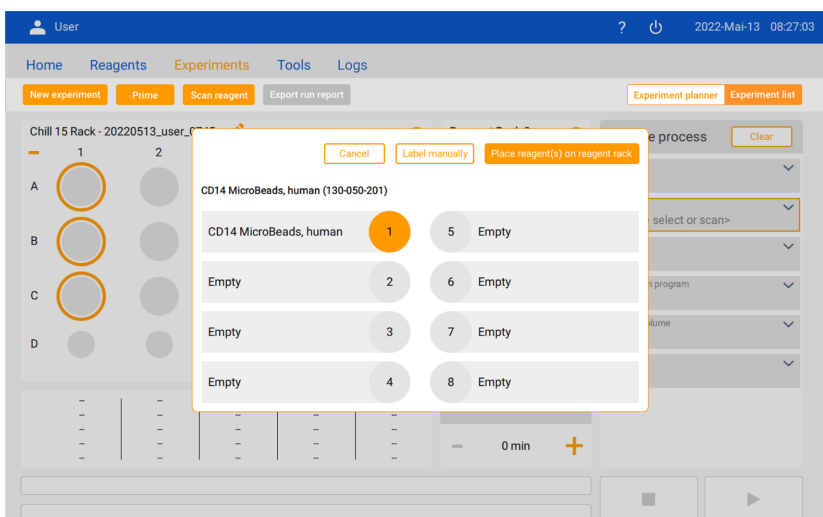 User
? 2022-Mai-13 08:27:03
Home Reagents Experiments Tools Logs
New experiment Prime Scan reagent Export run report Experiment planner Experiment list
Chill 15 Rack - 20220513_user_
process Clear
1 2
Cancel Label manually Place reagent(s) on reagent rack
A
CD14 MicroBeads, human (130-050-201)
select or scan>
CD14 MicroBeads, human 1 5 Empty
B
Empty 2 6 Empty
program
C
Empty 3 7 Empty
D
Empty 4 8 Empty
-- -- -- -- --
-- -- -- -- --
-- -- -- -- --
-- -- -- -- --
-- -- -- -- --
0 min